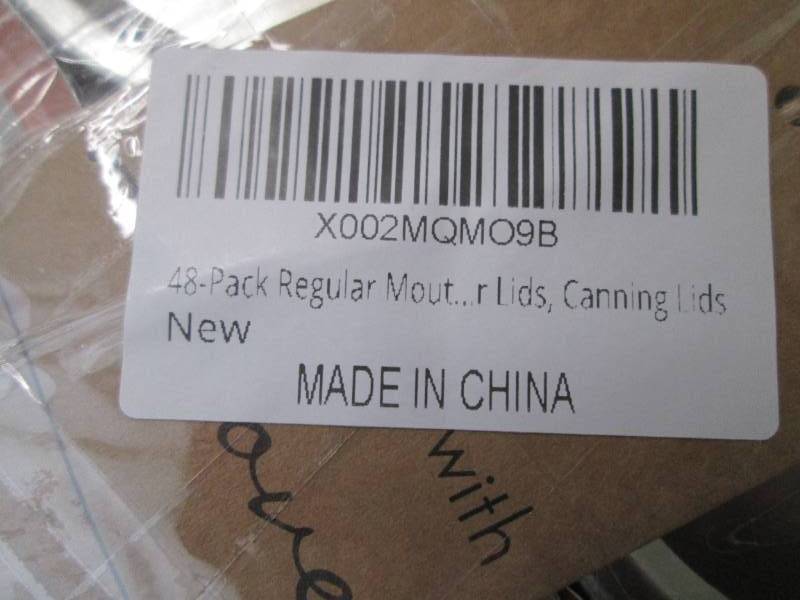 X002MQMO9B
48-Pack Regular Mout...r Lids, Canning Lids
New
MADE IN CHINA
with